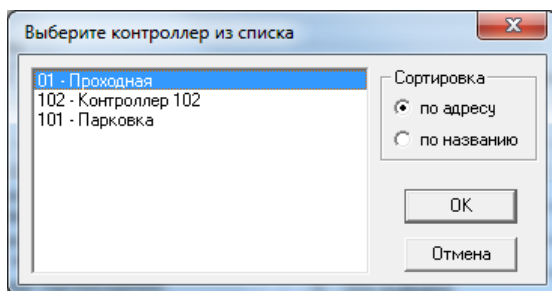 Выберите контроллер из списка
01 - Проходная
102 - Контроллер 102
101 - Парковка
Сортировка
по адресу
по названию
OK
Отмена